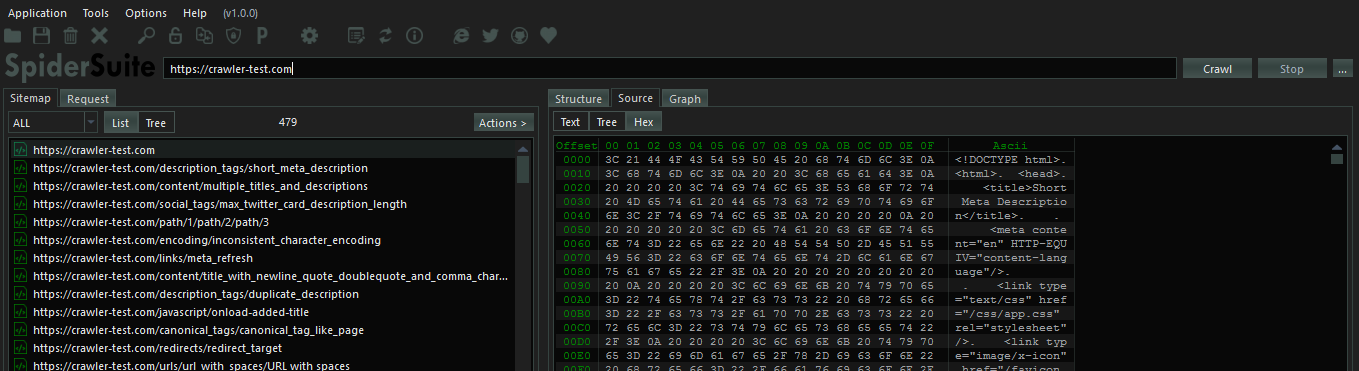 Application Tools Options Help (v1.0.0)
SpiderSuite https://crawler-test.com Crawl Stop ...
Sitemap Request
ALL List Tree 479 Actions >
https://crawler-test.com
https://crawler-test.com/description_tags/short_meta_description
https://crawler-test.com/content/multiple_titles_and_descriptions
https://crawler-test.com/social_tags/max_twitter_card_description_length
https://crawler-test.com/path/1/path/2/path/3
https://crawler-test.com/encoding/inconsistent_character_encoding
https://crawler-test.com/links/meta_refresh
https://crawler-test.com/content/title_with_newline_quote_doublequote_and_comma_char...
https://crawler-test.com/description_tags/duplicate_description
https://crawler-test.com/javascript/onload-added-title
https://crawler-test.com/canonical_tags/canonical_tag_like_page
https://crawler-test.com/redirects/redirect_target
https://crawler-test.com/urls/url_with_spaces/URL with spaces
Structure Source Graph
Text Tree Hex
Offset 00 01 02 03 04 05 06 07 08 09 0A 0B 0C 0D 0E 0F Ascii
0000 3C 21 44 4F 43 54 59 50 45 20 68 74 6D 6C 3E 0A <!DOCTYPE html>.
0010 3C 68 74 6D 6C 3E 0A 20 20 3C 68 65 61 64 3E 0A <html>. <head>.
0020 20 20 20 20 3C 74 69 74 6C 65 3E 53 68 6F 72 74 <title>Short
0030 20 4D 65 74 61 20 44 65 73 63 72 69 70 74 69 6F Meta Descriptio
0040 6E 3C 2F 74 69 74 6C 65 3E 0A 20 20 20 20 0A 20 n</title>. .
0050 20 20 20 20 20 3C 6D 65 74 61 20 63 6F 6E 74 65 <meta conte
0060 6E 74 3D 22 65 6E 22 20 48 54 54 50 2D 45 51 55 nt="en" HTTP-EQU
0070 49 56 3D 22 63 6F 6E 74 65 6E 74 2D 6C 61 6E 67 IV="content-lang
0080 75 61 67 65 22 2F 3E 0A 20 20 20 20 20 20 20 20 uage"/>.
0090 20 0A 20 20 20 20 3C 6C 69 6E 6B 20 74 79 70 65 . <link type
00A0 3D 22 74 65 78 74 2F 63 73 73 22 20 68 72 65 66 ="text/css" href
00B0 3D 22 2F 63 73 73 2F 61 70 70 2E 63 73 73 22 20 ="/css/app.css"
00C0 72 65 6C 3D 22 73 74 79 6C 65 73 68 65 65 74 22 rel="stylesheet"
00D0 2F 3E 0A 20 20 20 20 3C 6C 69 6E 6B 20 74 79 70 />. <link typ
00E0 65 3D 22 69 6D 61 67 65 2F 78 2D 69 63 6F 6E 22 e="image/x-icon"
00F0 20 68 72 65 66 3D 22 2F 66 61 76 69 63 6F 6E 2E href="/favicon.